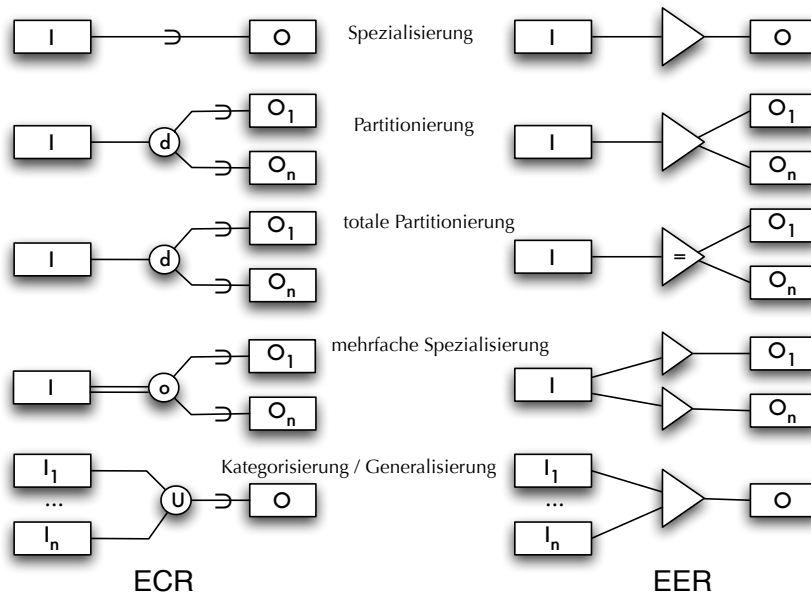 I O Spezialisierung I O
I d O1 On Partitionierung I O1 On
I d O1 On totale Partitionierung I = O1 On
I o O1 On mehrfache Spezialisierung I O1 On
I1 ... In U O Kategorisierung / Generalisierung I1 ... In O
ECR EER